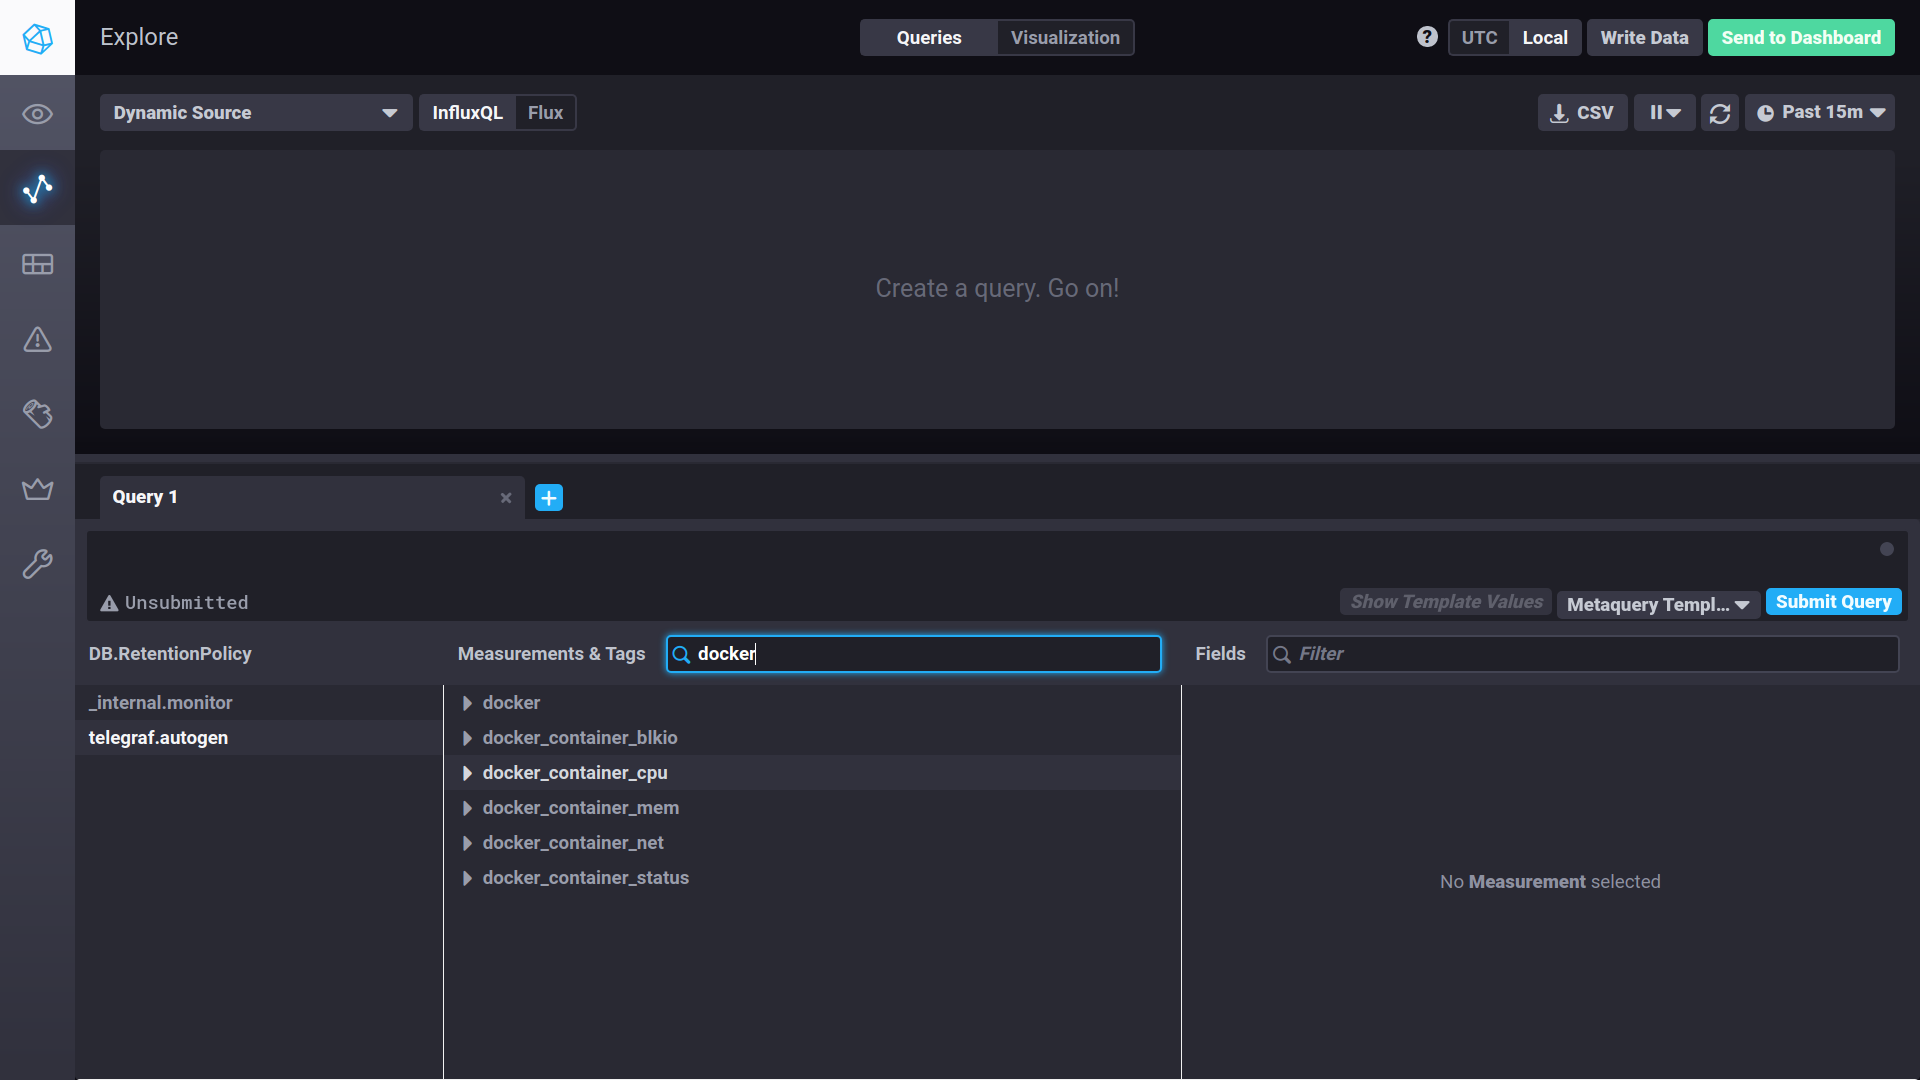 Explore
Queries
Visualization
?
UTC
Local
Write Data
Send to Dashboard
Dynamic Source
InfluxQL
Flux
CSV
Past 15m
Create a query. Go on!
Query 1
Unsubmitted
Show Template Values
Metaquery Templ...
Submit Query
DB.RetentionPolicy
Measurements & Tags
docker
Fields
Filter
_internal.monitor
telegraf.autogen
docker
docker_container_blkio
docker_container_cpu
docker_container_mem
docker_container_net
docker_container_status
No Measurement selected